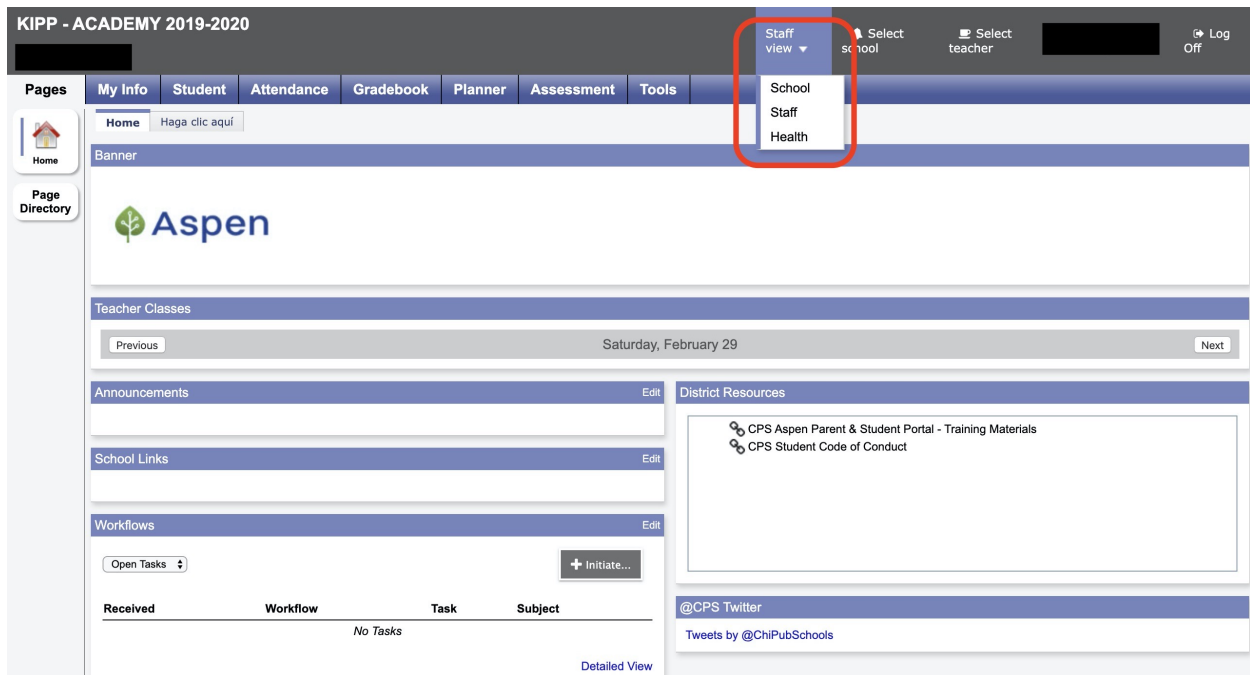 KIPP - ACADEMY 2019-2020
Staff view
Select school
Select teacher
Log Off
School
Staff
Health
Pages
My Info Student Attendance Gradebook Planner Assessment Tools
Home Haga clic aquí
Home
Page Directory
Banner
Aspen
Teacher Classes
Previous Saturday, February 29 Next
Announcements Edit
School Links Edit
Workflows Edit
Open Tasks
Initiate...
Received Workflow Task Subject
No Tasks
Detailed View
District Resources
CPS Aspen Parent & Student Portal - Training Materials
CPS Student Code of Conduct
@CPS Twitter
Tweets by @ChiPubSchools